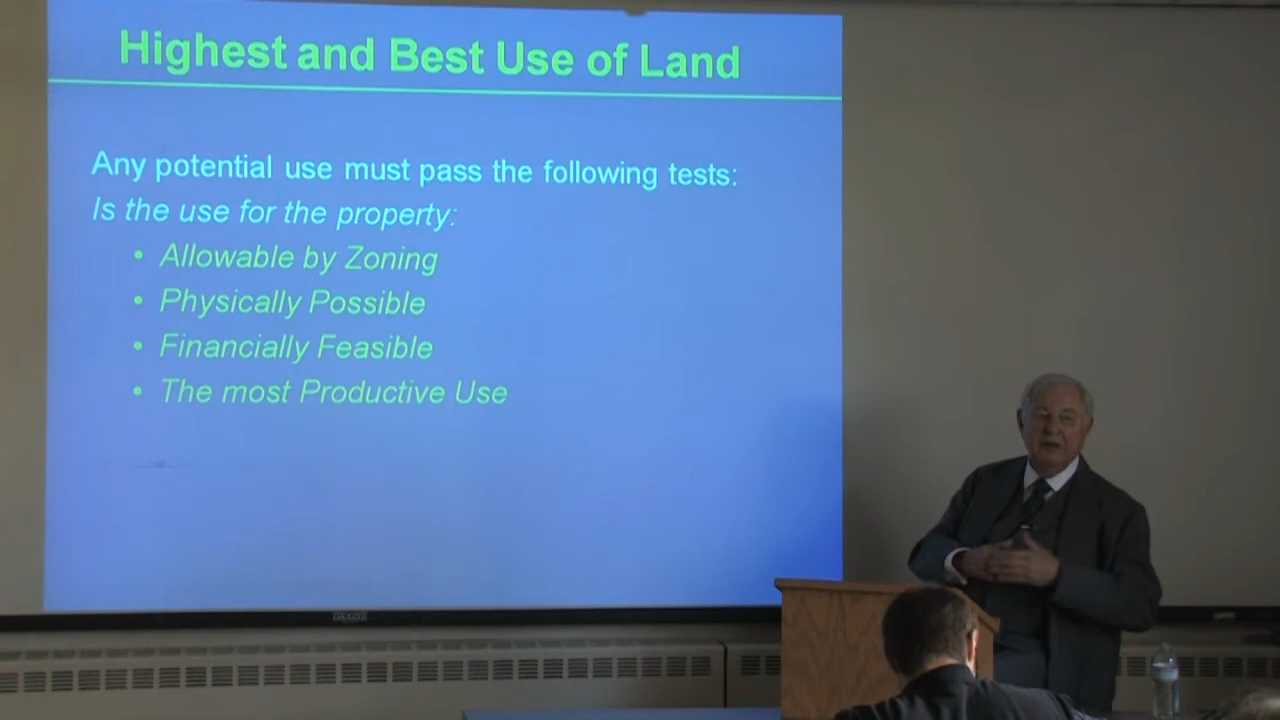 Highest and Best Use of Land
Any potential use must pass the following tests:
Is the use for the property:
• Allowable by Zoning
• Physically Possible
• Financially Feasible
• The most Productive Use